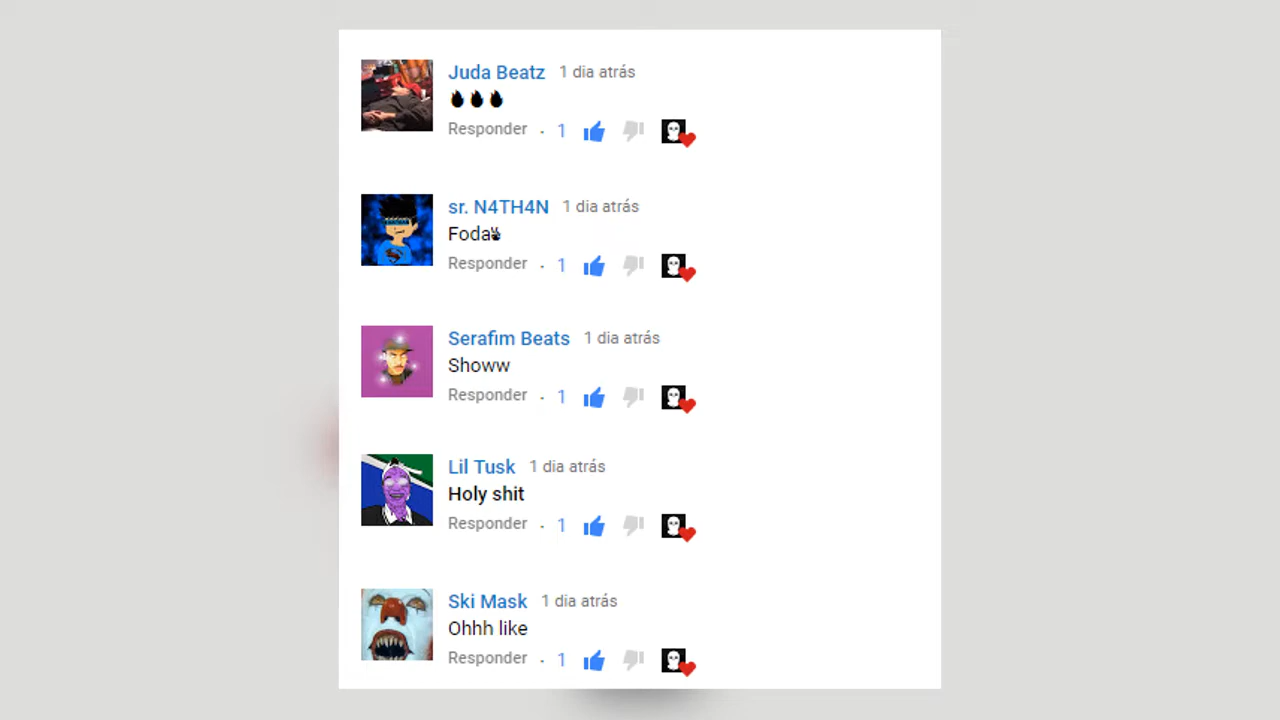 Juda Beatz 1 dia atrás
🔥🔥🔥
Responder · 1
sr. N4TH4N 1 dia atrás
Foda✌
Responder · 1
Serafim Beats 1 dia atrás
Showw
Responder · 1
Lil Tusk 1 dia atrás
Holy shit
Responder · 1
Ski Mask 1 dia atrás
Ohhh like
Responder · 1